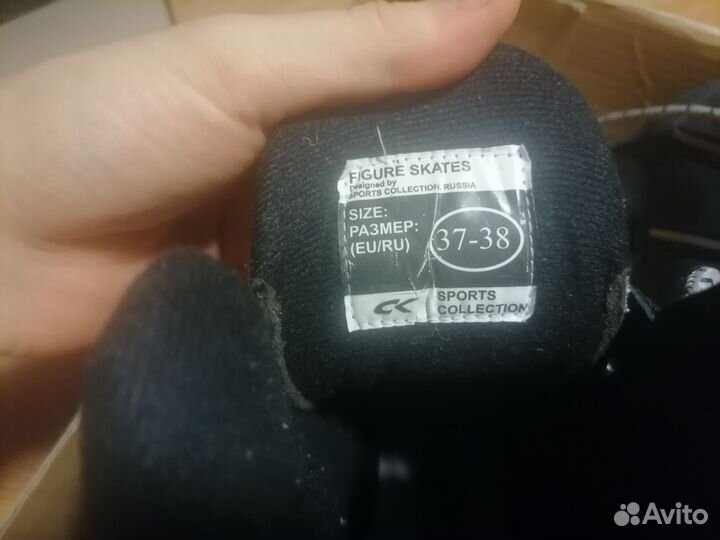 FIGURE SKATES
Designed by
SPORTS COLLECTION, RUSSIA
SIZE:
РАЗМЕР:
(EU/RU)
37-38
CK
SPORTS
COLLECTION
Avito